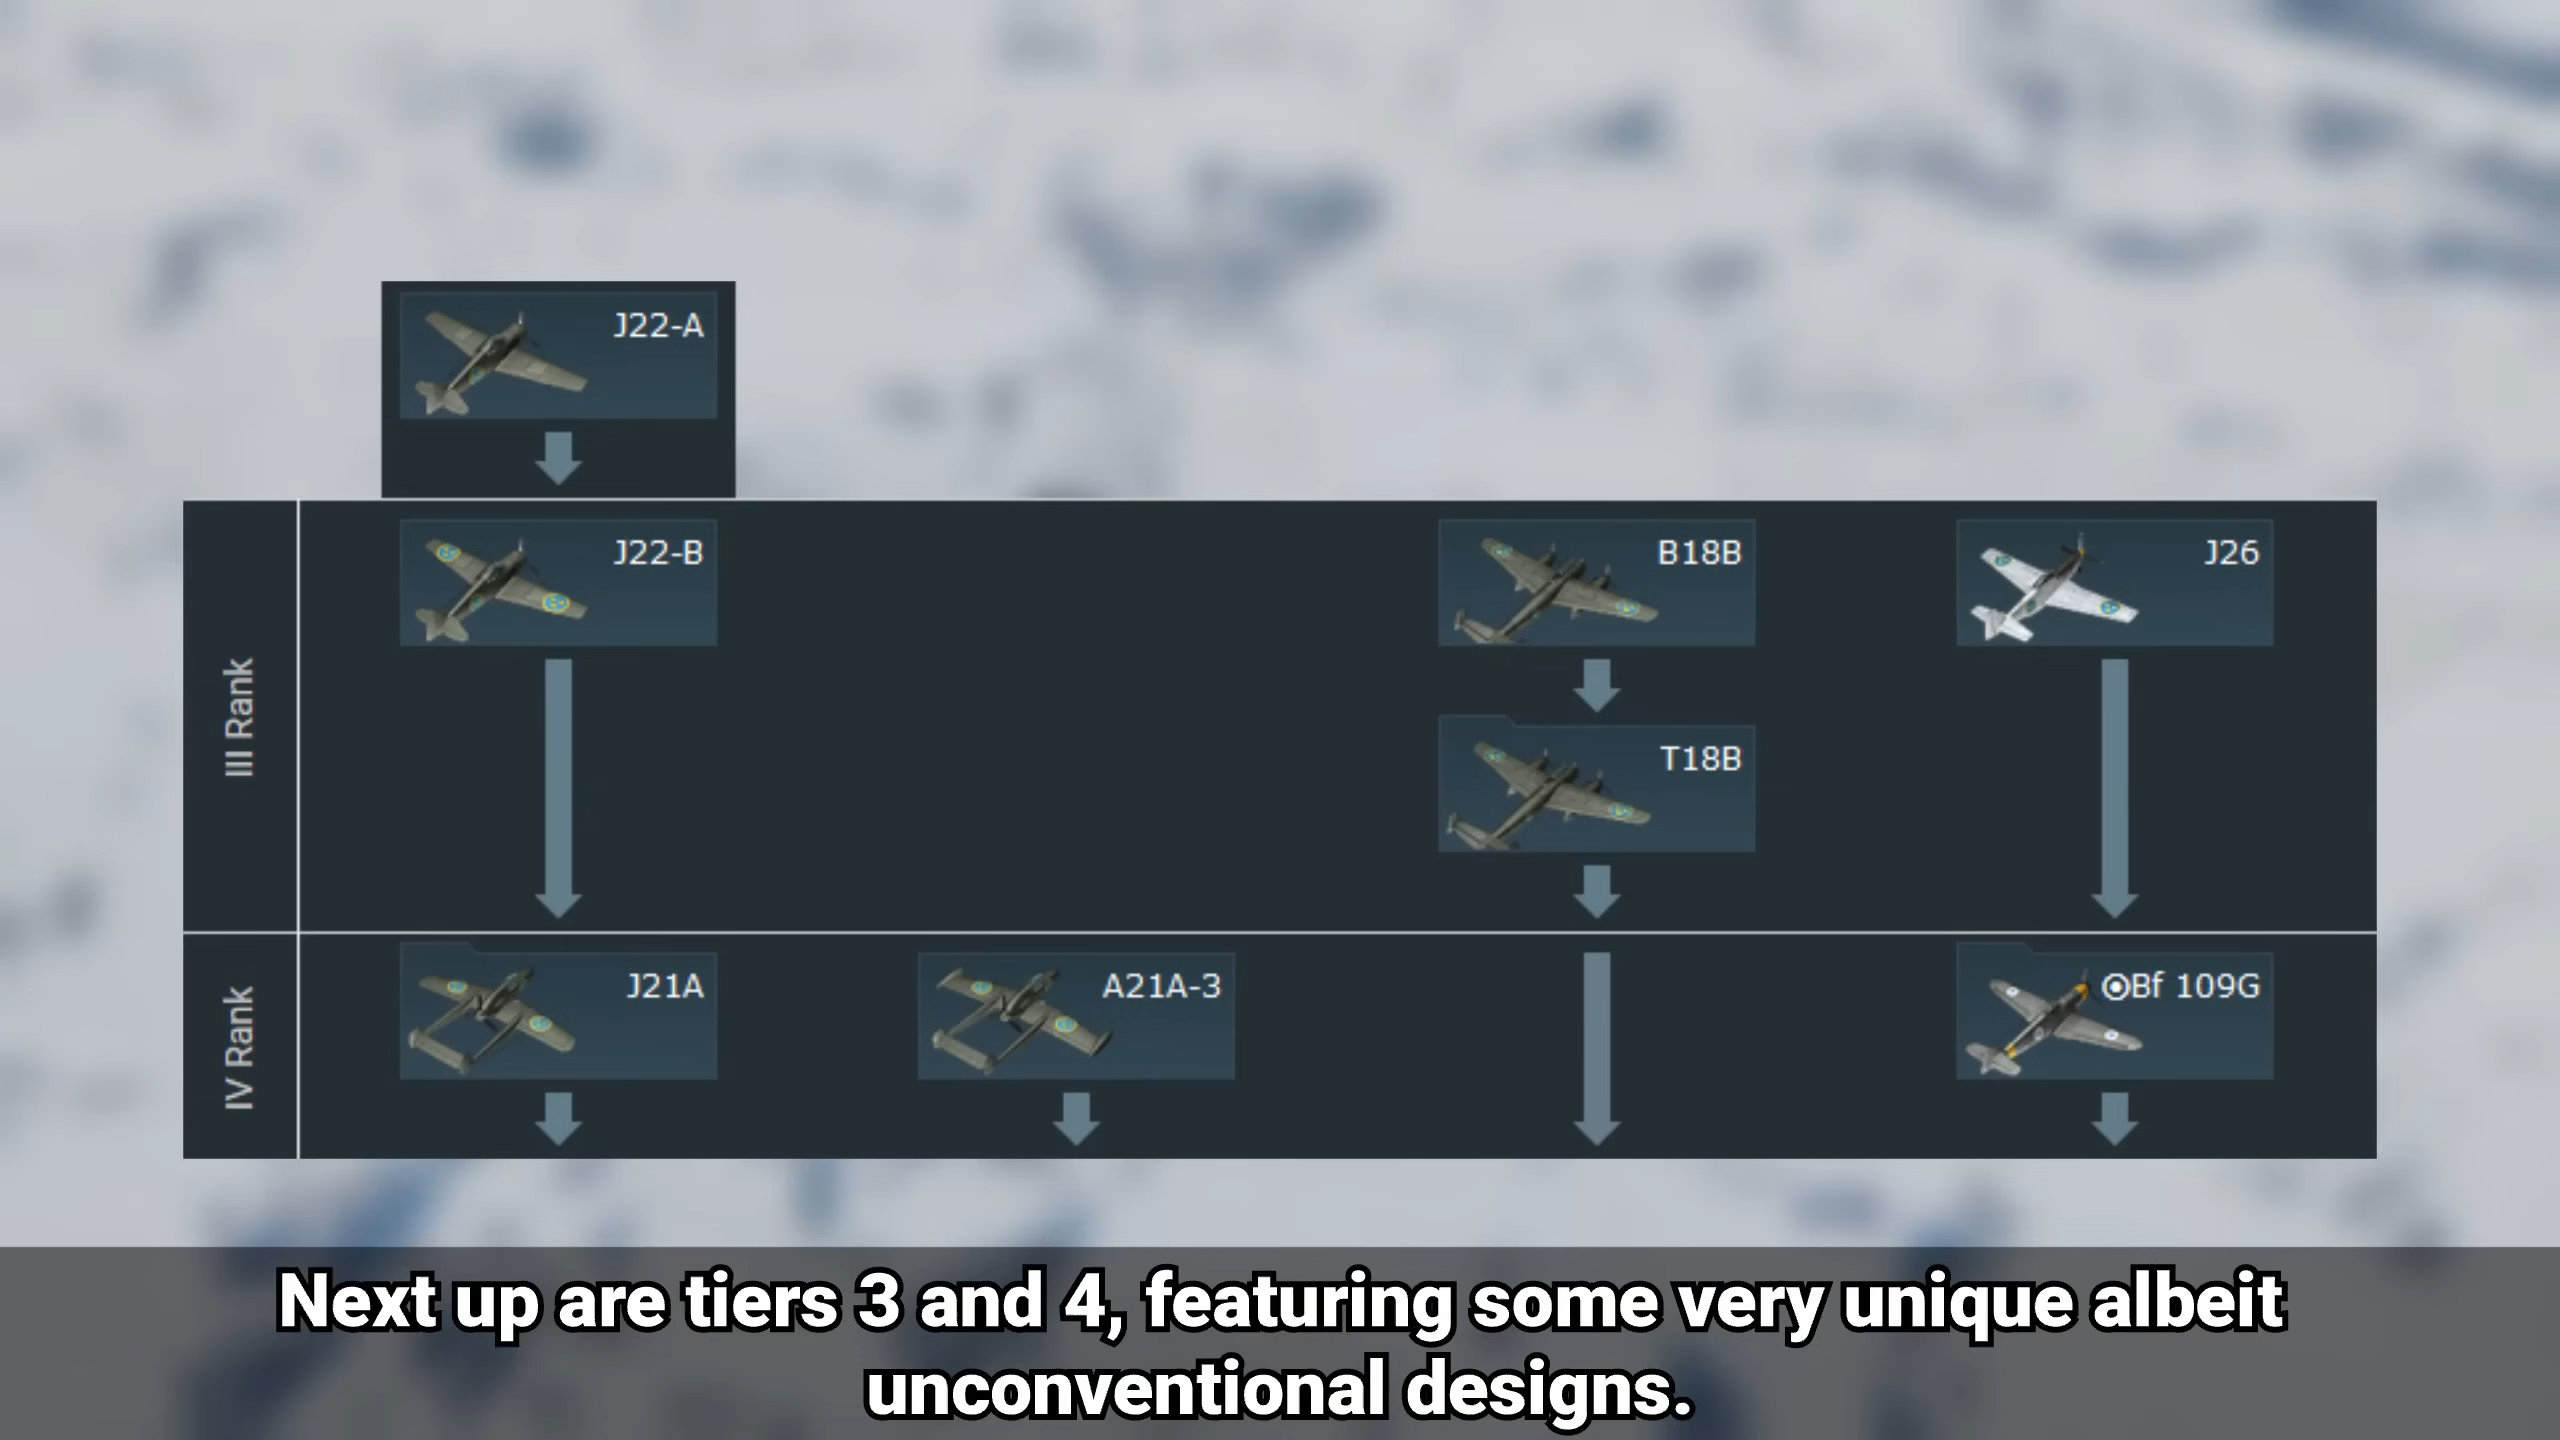 J22-A
III Rank
J22-B
B18B
J26
T18B
IV Rank
J21A
A21A-3
Bf 109G
Next up are tiers 3 and 4, featuring some very unique albeit
unconventional designs.